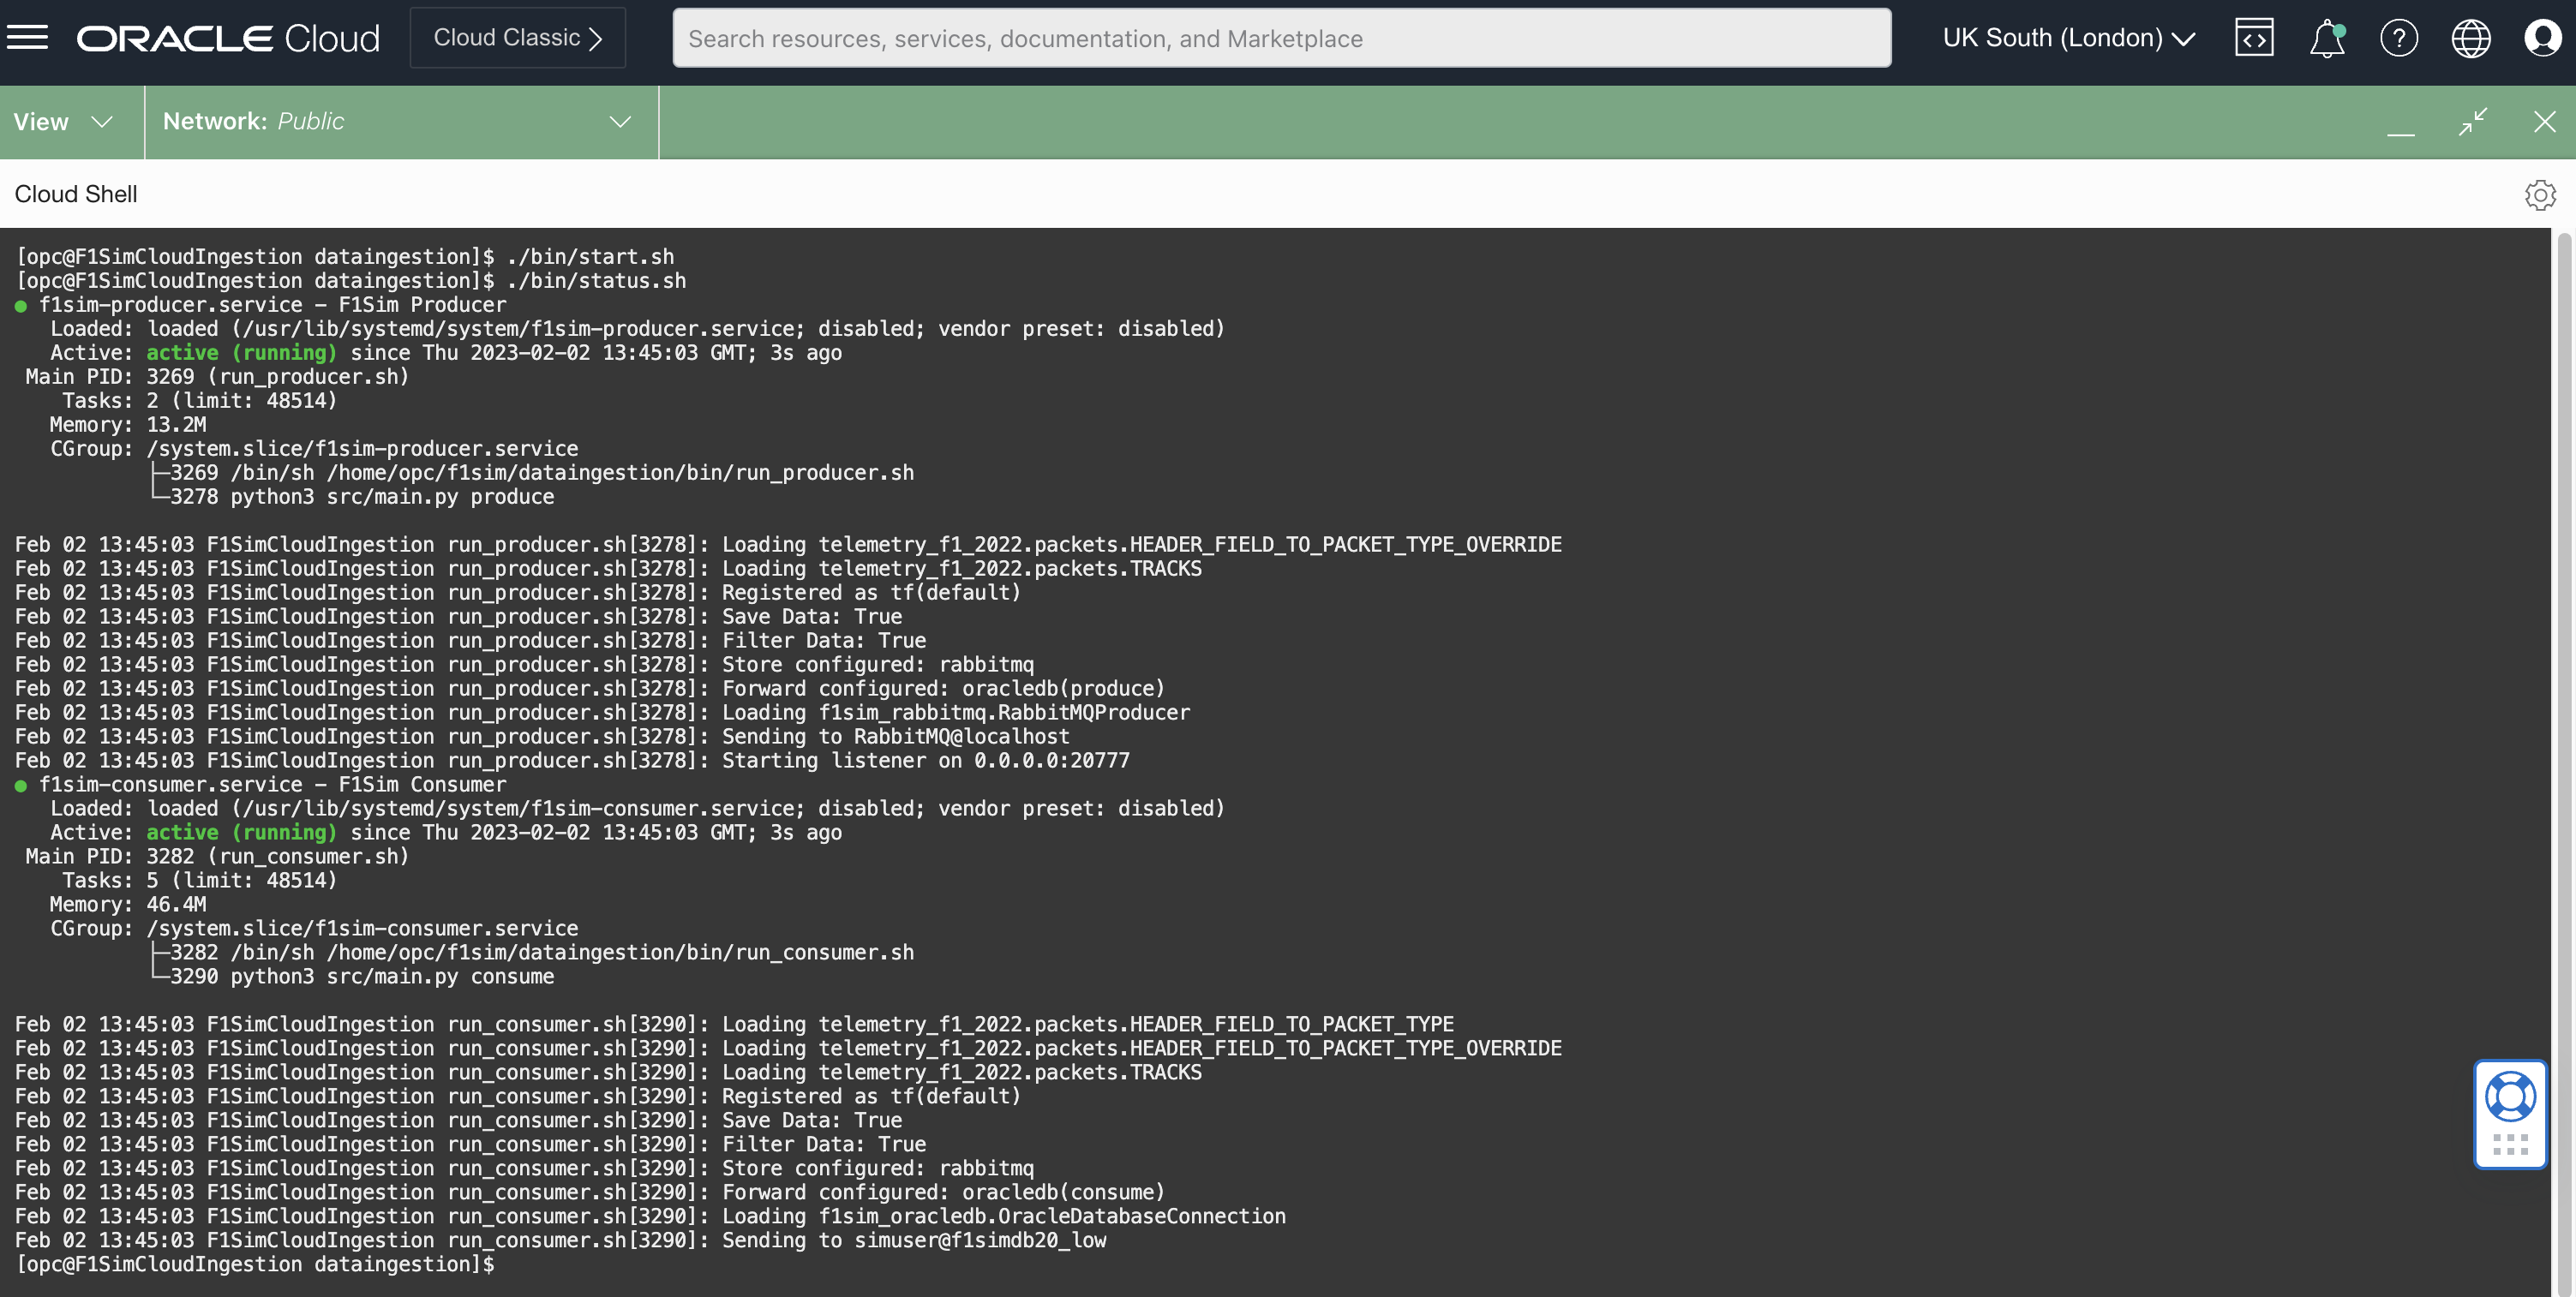 ORACLE Cloud
Cloud Classic
Search resources, services, documentation, and Marketplace
UK South (London)
View
Network: Public
Cloud Shell
[opc@F1SimCloudIngestion dataingestion]$ ./bin/start.sh
[opc@F1SimCloudIngestion dataingestion]$ ./bin/status.sh
● f1sim-producer.service – F1Sim Producer
Loaded: loaded (/usr/lib/systemd/system/f1sim-producer.service; disabled; vendor preset: disabled)
Active: active (running) since Thu 2023-02-02 13:45:03 GMT; 3s ago
Main PID: 3269 (run_producer.sh)
Tasks: 2 (limit: 48514)
Memory: 13.2M
CGroup: /system.slice/f1sim-producer.service
├─3269 /bin/sh /home/opc/f1sim/dataingestion/bin/run_producer.sh
└─3278 python3 src/main.py produce
Feb 02 13:45:03 F1SimCloudIngestion run_producer.sh[3278]: Loading telemetry_f1_2022.packets.HEADER_FIELD_TO_PACKET_TYPE_OVERRIDE
Feb 02 13:45:03 F1SimCloudIngestion run_producer.sh[3278]: Loading telemetry_f1_2022.packets.TRACKS
Feb 02 13:45:03 F1SimCloudIngestion run_producer.sh[3278]: Registered as tf(default)
Feb 02 13:45:03 F1SimCloudIngestion run_producer.sh[3278]: Save Data: True
Feb 02 13:45:03 F1SimCloudIngestion run_producer.sh[3278]: Filter Data: True
Feb 02 13:45:03 F1SimCloudIngestion run_producer.sh[3278]: Store configured: rabbitmq
Feb 02 13:45:03 F1SimCloudIngestion run_producer.sh[3278]: Forward configured: oracledb(produce)
Feb 02 13:45:03 F1SimCloudIngestion run_producer.sh[3278]: Loading f1sim_rabbitmq.RabbitMQProducer
Feb 02 13:45:03 F1SimCloudIngestion run_producer.sh[3278]: Sending to RabbitMQ@localhost
Feb 02 13:45:03 F1SimCloudIngestion run_producer.sh[3278]: Starting listener on 0.0.0.0:20777
● f1sim-consumer.service – F1Sim Consumer
Loaded: loaded (/usr/lib/systemd/system/f1sim-consumer.service; disabled; vendor preset: disabled)
Active: active (running) since Thu 2023-02-02 13:45:03 GMT; 3s ago
Main PID: 3282 (run_consumer.sh)
Tasks: 5 (limit: 48514)
Memory: 46.4M
CGroup: /system.slice/f1sim-consumer.service
├─3282 /bin/sh /home/opc/f1sim/dataingestion/bin/run_consumer.sh
└─3290 python3 src/main.py consume
Feb 02 13:45:03 F1SimCloudIngestion run_consumer.sh[3290]: Loading telemetry_f1_2022.packets.HEADER_FIELD_TO_PACKET_TYPE
Feb 02 13:45:03 F1SimCloudIngestion run_consumer.sh[3290]: Loading telemetry_f1_2022.packets.HEADER_FIELD_TO_PACKET_TYPE_OVERRIDE
Feb 02 13:45:03 F1SimCloudIngestion run_consumer.sh[3290]: Loading telemetry_f1_2022.packets.TRACKS
Feb 02 13:45:03 F1SimCloudIngestion run_consumer.sh[3290]: Registered as tf(default)
Feb 02 13:45:03 F1SimCloudIngestion run_consumer.sh[3290]: Save Data: True
Feb 02 13:45:03 F1SimCloudIngestion run_consumer.sh[3290]: Filter Data: True
Feb 02 13:45:03 F1SimCloudIngestion run_consumer.sh[3290]: Store configured: rabbitmq
Feb 02 13:45:03 F1SimCloudIngestion run_consumer.sh[3290]: Forward configured: oracledb(consume)
Feb 02 13:45:03 F1SimCloudIngestion run_consumer.sh[3290]: Loading f1sim_oracledb.OracleDatabaseConnection
Feb 02 13:45:03 F1SimCloudIngestion run_consumer.sh[3290]: Sending to simuser@f1simdb20_low
[opc@F1SimCloudIngestion dataingestion]$